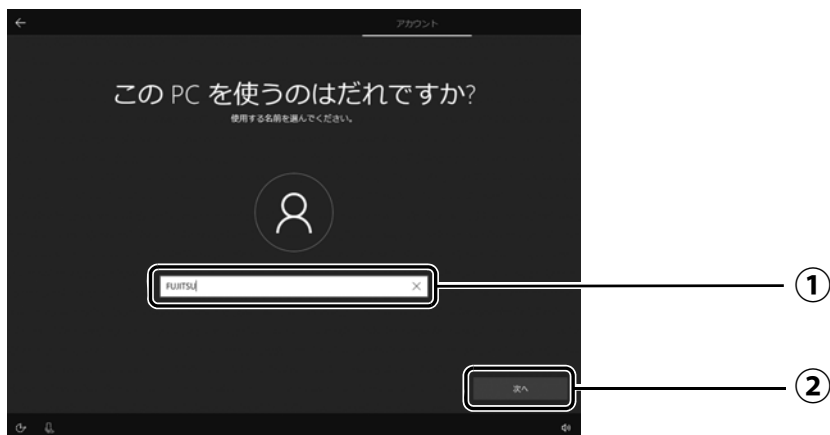 アカウント
この PC を使うのはだれですか?
使用する名前を選んでください。
FUJITSU
①
次へ
②